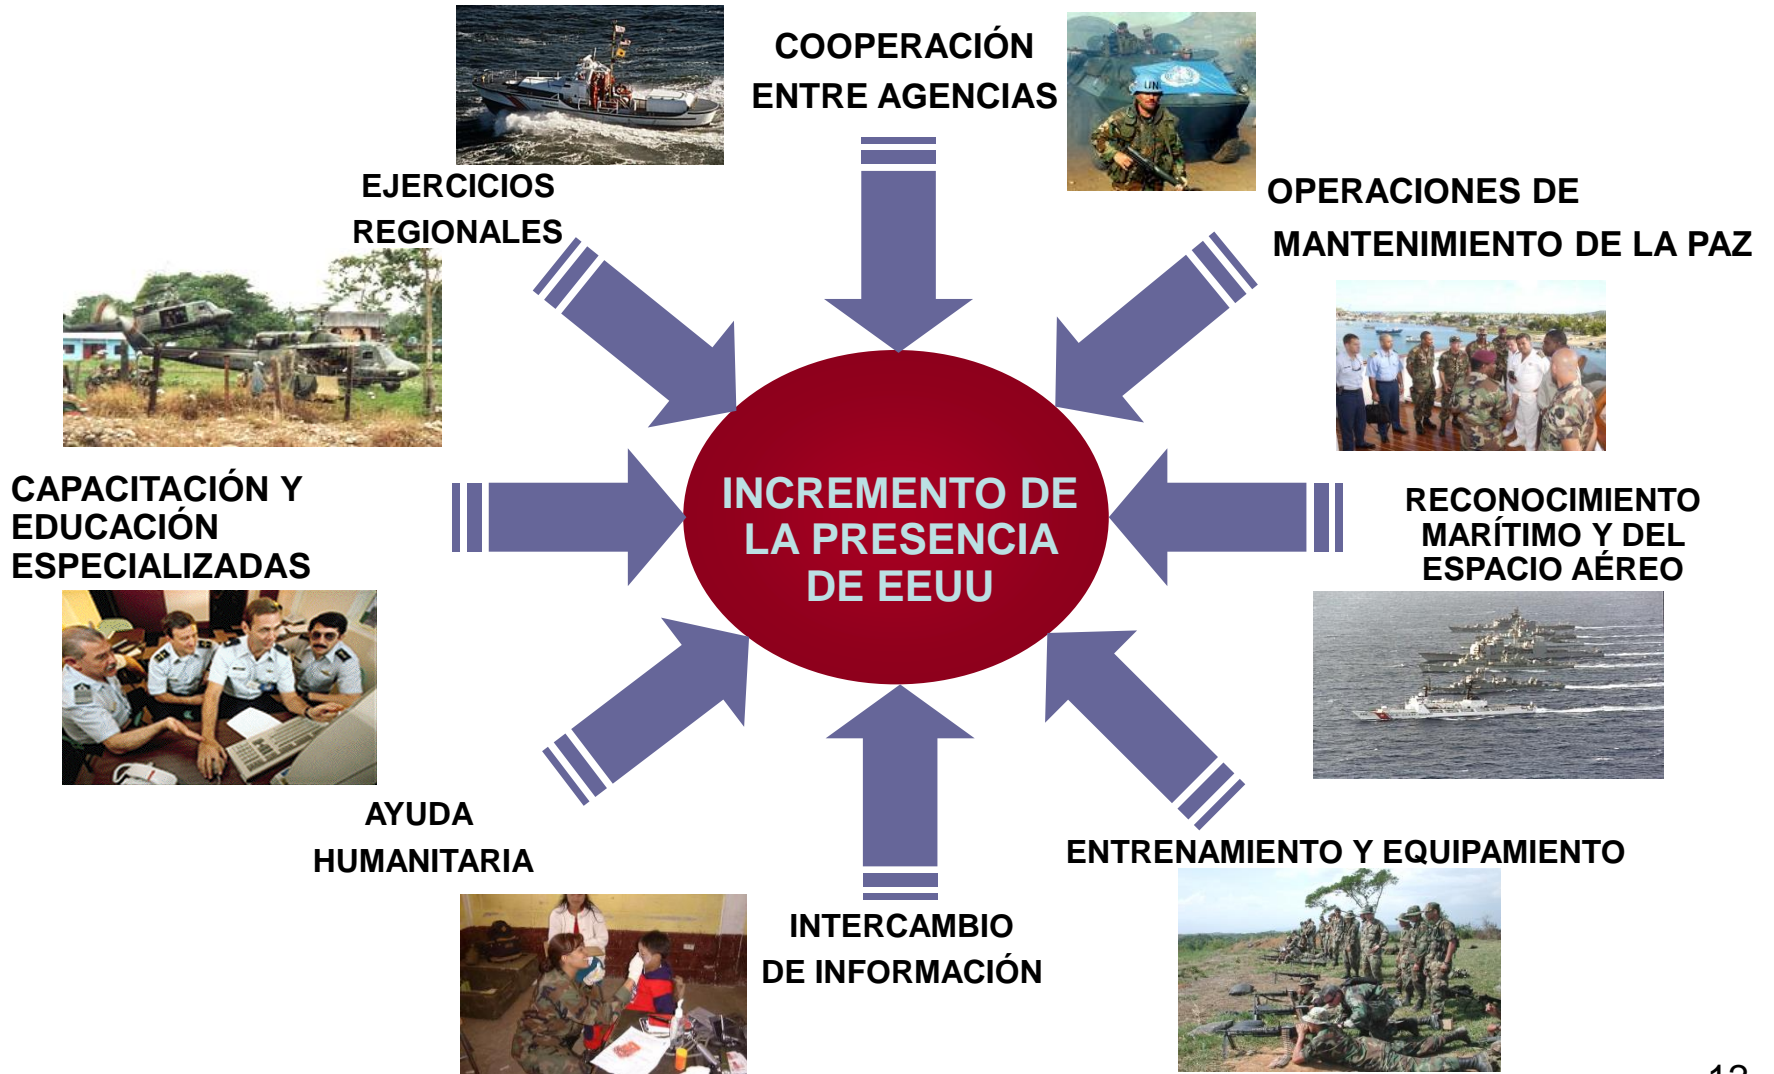 COOPERACIÓN
ENTRE AGENCIAS
UN
EJERCICIOS
REGIONALES
OPERACIONES DE
MANTENIMIENTO DE LA PAZ
CAPACITACIÓN Y
EDUCACIÓN
ESPECIALIZADAS
INCREMENTO DE
LA PRESENCIA
DE EEUU
RECONOCIMIENTO
MARÍTIMO Y DEL
ESPACIO AÉREO
AYUDA
HUMANITARIA
ENTRENAMIENTO Y EQUIPAMIENTO
INTERCAMBIO
DE INFORMACIÓN